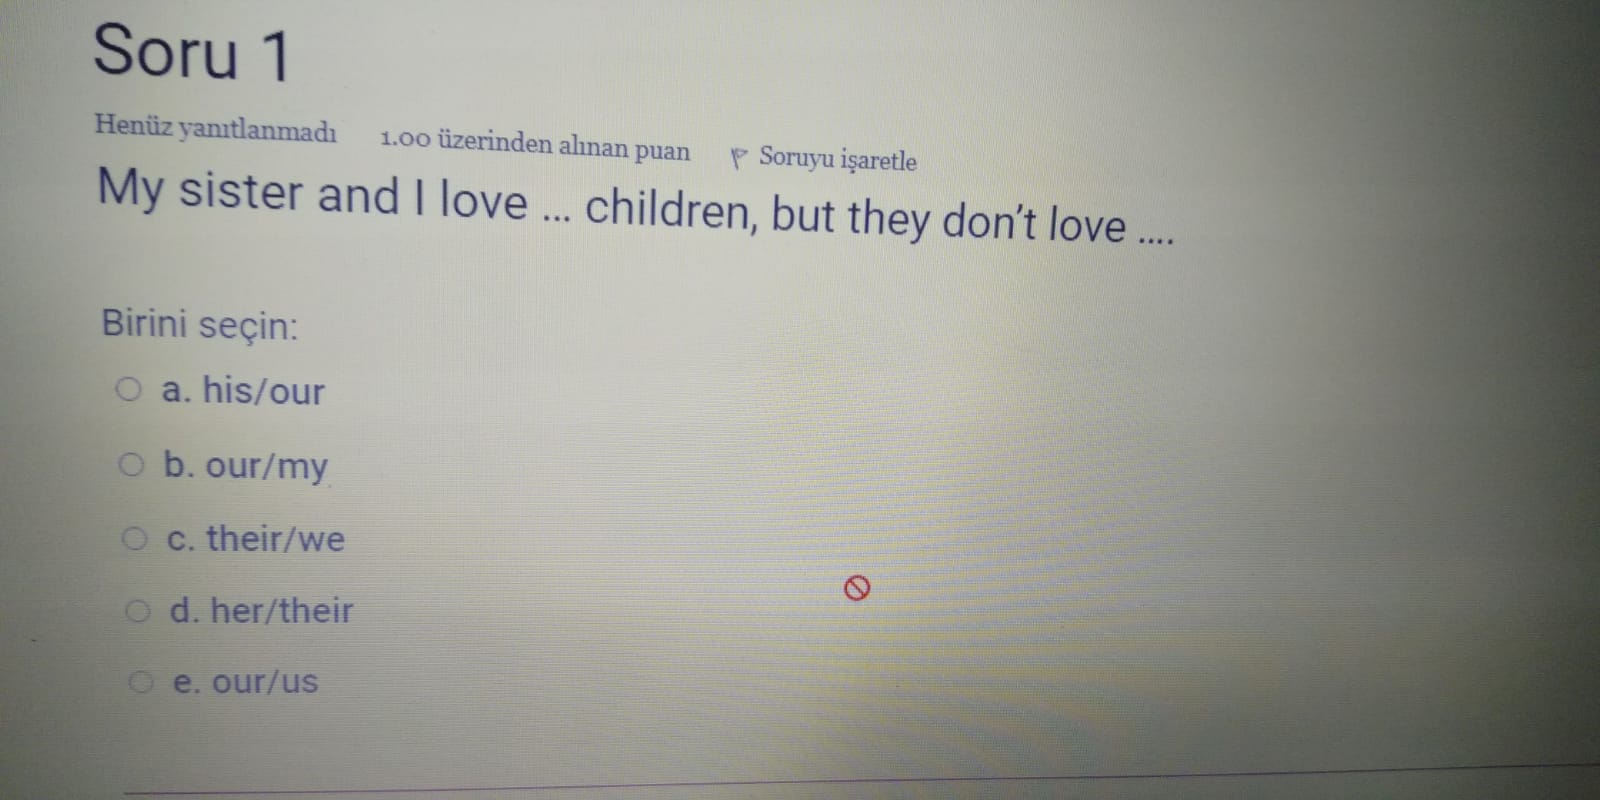 Soru 1
Henüz yanıtlanmadı 1.00 üzerinden alınan puan Soruyu işaretle
My sister and I love ... children, but they don't love ....
Birini seçin:
a. his/our
b. our/my
c. their/we
d. her/their
e. our/us